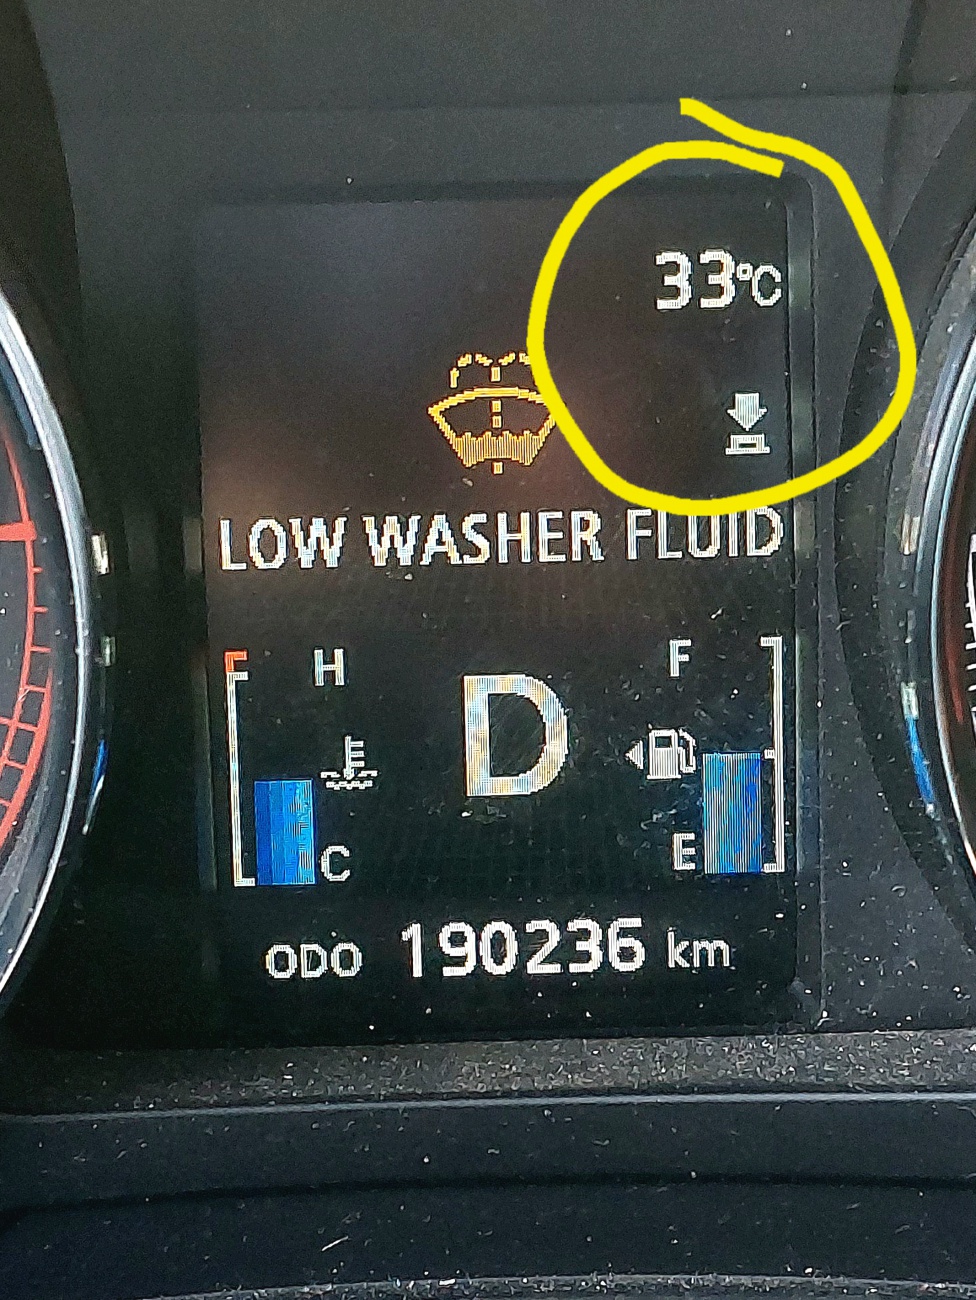 33°C
LOW WASHER FLUID
H F
D
C E
ODO 190236 km